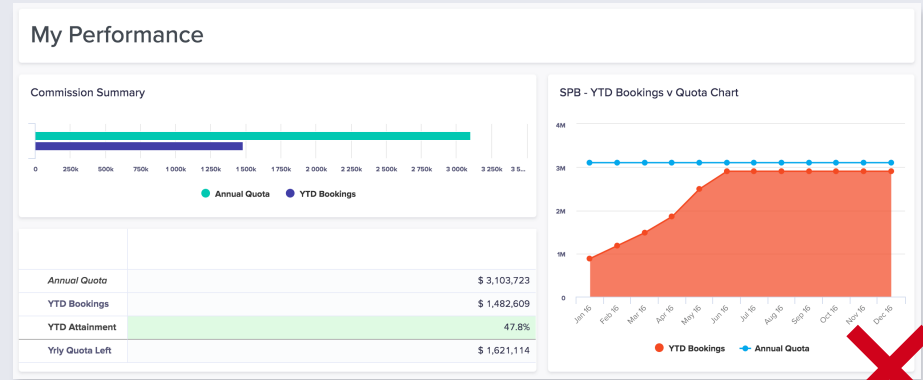 My Performance
Commission Summary
0 250k 500k 750k 1 000k 1 250k 1 500k 1 750k 2 000k 2 250k 2 500k 2 750k 3 000k 3 250k 3 5...
Annual Quota YTD Bookings
Annual Quota $ 3,103,723
YTD Bookings $ 1,482,609
YTD Attainment 47.8%
Yrly Quota Left $ 1,621,114
SPB - YTD Bookings v Quota Chart
4M
3M
2M
1M
0
Jan 16 Feb 16 Mar 16 Apr 16 May 16 Jun 16 Jul 16 Aug 16 Sep 16 Oct 16 Nov 16 Dec 16
YTD Bookings Annual Quota